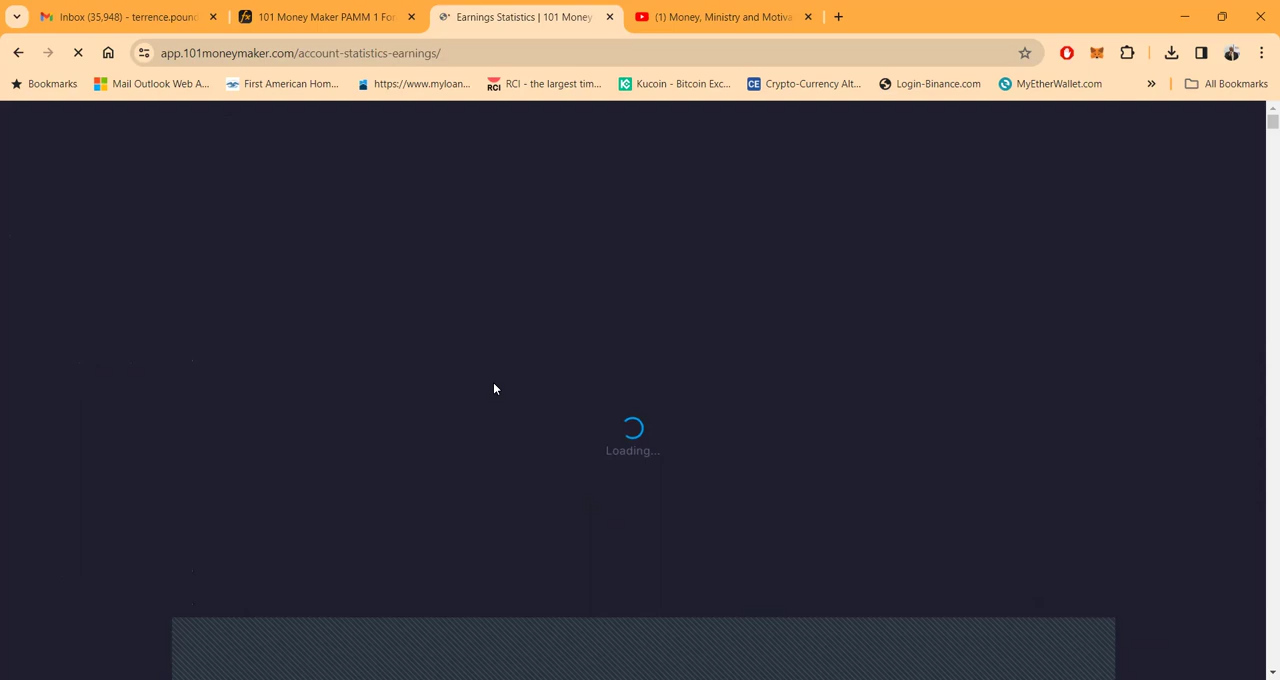 Inbox (35,948) - terrence.pound
101 Money Maker PAMM 1 For
Earnings Statistics | 101 Money
(1) Money, Ministry and Motiva
app.101moneymaker.com/account-statistics-earnings/
Bookmarks
Mail Outlook Web A...
First American Hom...
https://www.myloan...
RCI - the largest tim...
Kucoin - Bitcoin Exc...
Crypto-Currency Alt...
Login-Binance.com
MyEtherWallet.com
All Bookmarks
Loading...